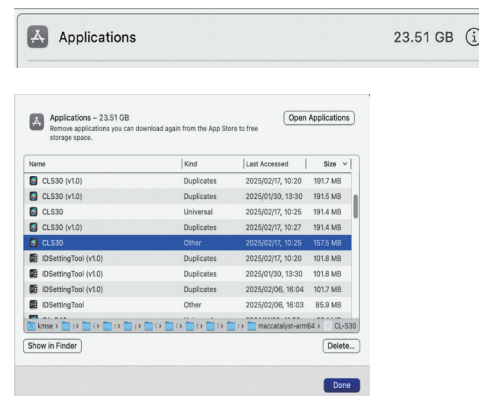 Applications 23.51 GB
Applications – 23.51 GB
Remove applications you can download again from the App Store to free
storage space.
Open Applications
Name Kind Last Accessed Size
CLS30 (v1.0) Duplicates 2025/02/17, 10:20 191.7 MB
CLS30 (v1.0) Duplicates 2025/01/30, 13:30 191.5 MB
CLS30 Universal 2025/02/17, 10:25 191.4 MB
CLS30 (v1.0) Duplicates 2025/02/17, 10:27 191.4 MB
CLS30 Other 2025/02/17, 10:25 157.5 MB
IDSettingTool (v1.0) Duplicates 2025/02/17, 10:20 101.8 MB
IDSettingTool (v1.0) Duplicates 2025/01/30, 13:30 101.8 MB
IDSettingTool (v1.0) Duplicates 2025/02/06, 16:04 101.7 MB
IDSettingTool Other 2025/02/06, 16:03 85.9 MB
kmse › maccatalyst-arm64 › CL-S30
Show in Finder Delete...
Done